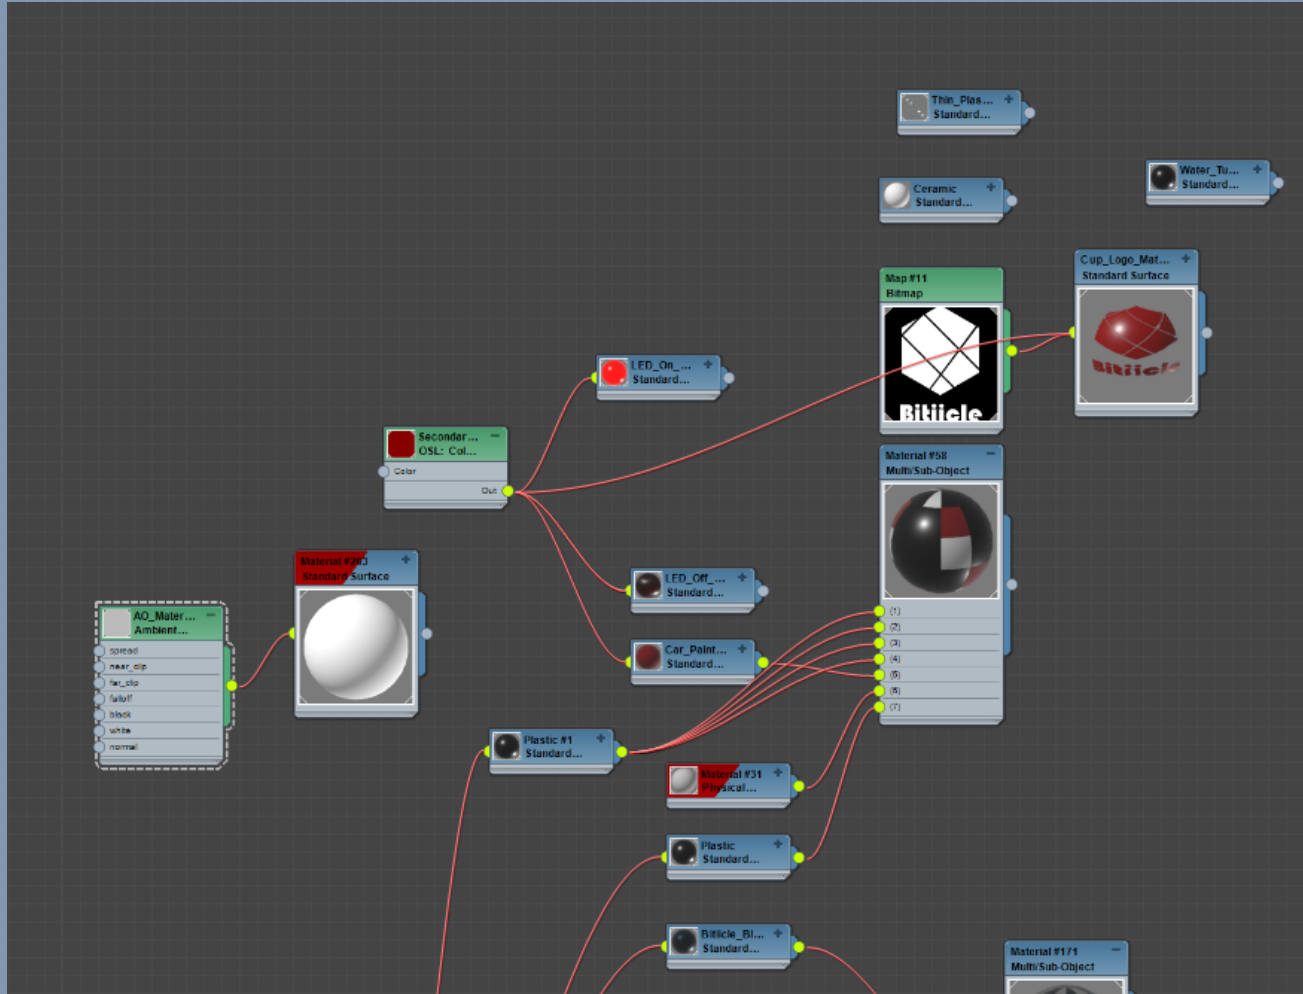 Thin_Plas...
Standard...
Water_Tu...
Standard...
Ceramic
Standard...
Cup_Logo_Mat...
Standard Surface
Bitiicle
Map #11
Bitmap
Bitiicle
LED_On_...
Standard...
Secondar...
OSL: Col...
Color
Out
Material #58
Multi/Sub-Object
(1)
(2)
(3)
(4)
(5)
(6)
(7)
Material #263
Standard Surface
LED_Off_...
Standard...
AO_Mater...
Ambient...
spread
near_clip
far_clip
falloff
black
white
normal
Car_Paint...
Standard...
Plastic #1
Standard...
Material #31
Physical...
Plastic
Standard...
Bitiicle_Bl...
Standard...
Material #171
Multi/Sub-Object